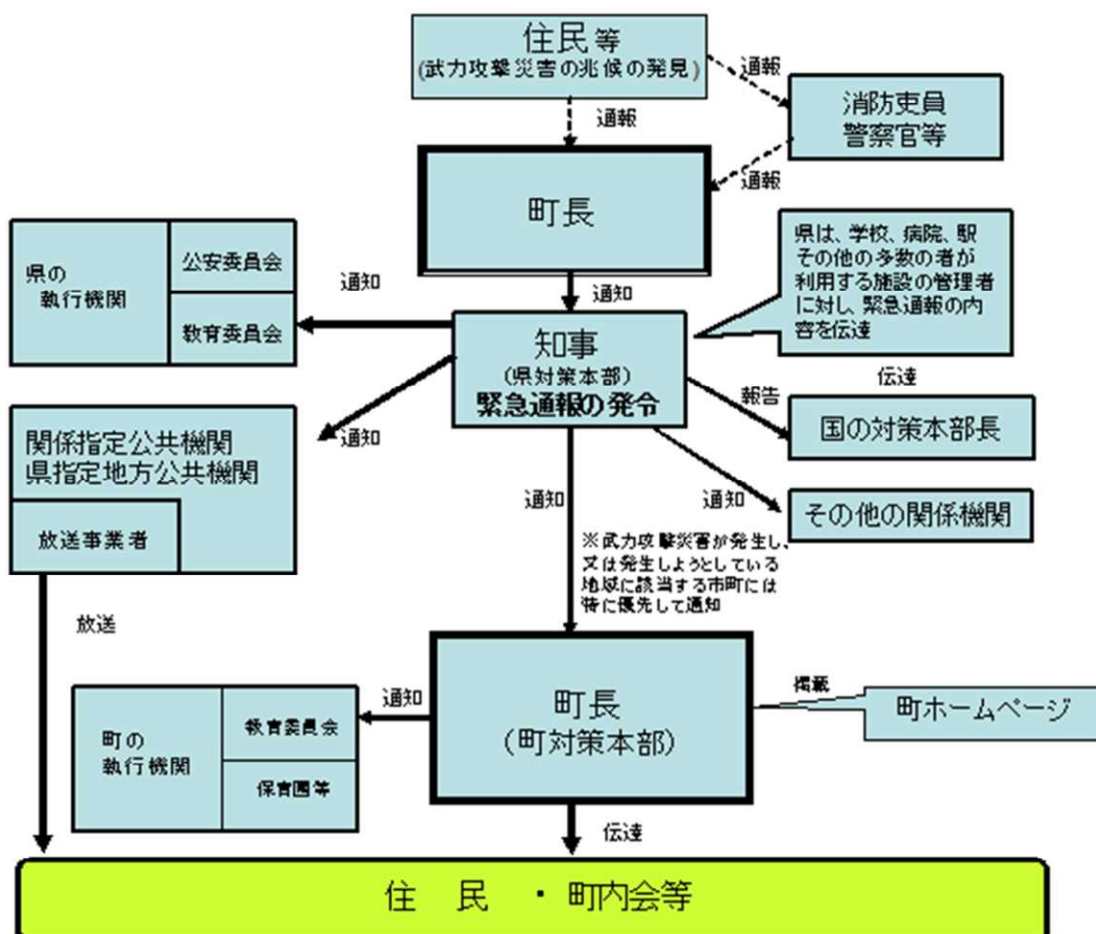 住民等
(武力攻撃災害の兆候の発見)
通報
通報
消防吏員
警察官等
通報
町長
県の
執行機関
公安委員会
教育委員会
通知
通知
県は、学校、病院、駅
その他の多数の者が
利用する施設の管理者
に対し、緊急通報の内
容を伝達
知事
(県対策本部)
緊急通報の発令
伝達
報告
国の対策本部長
通知
関係指定公共機関
県指定地方公共機関
放送事業者
通知
通知
その他の関係機関
※武力攻撃災害が発生し、
又は発生しようとしている
地域に該当する市町には
特に優先して通知
放送
町の
執行機関
教育委員会
保育園等
通知
町長
(町対策本部)
掲載
町ホームページ
伝達
住 民 ・町内会等